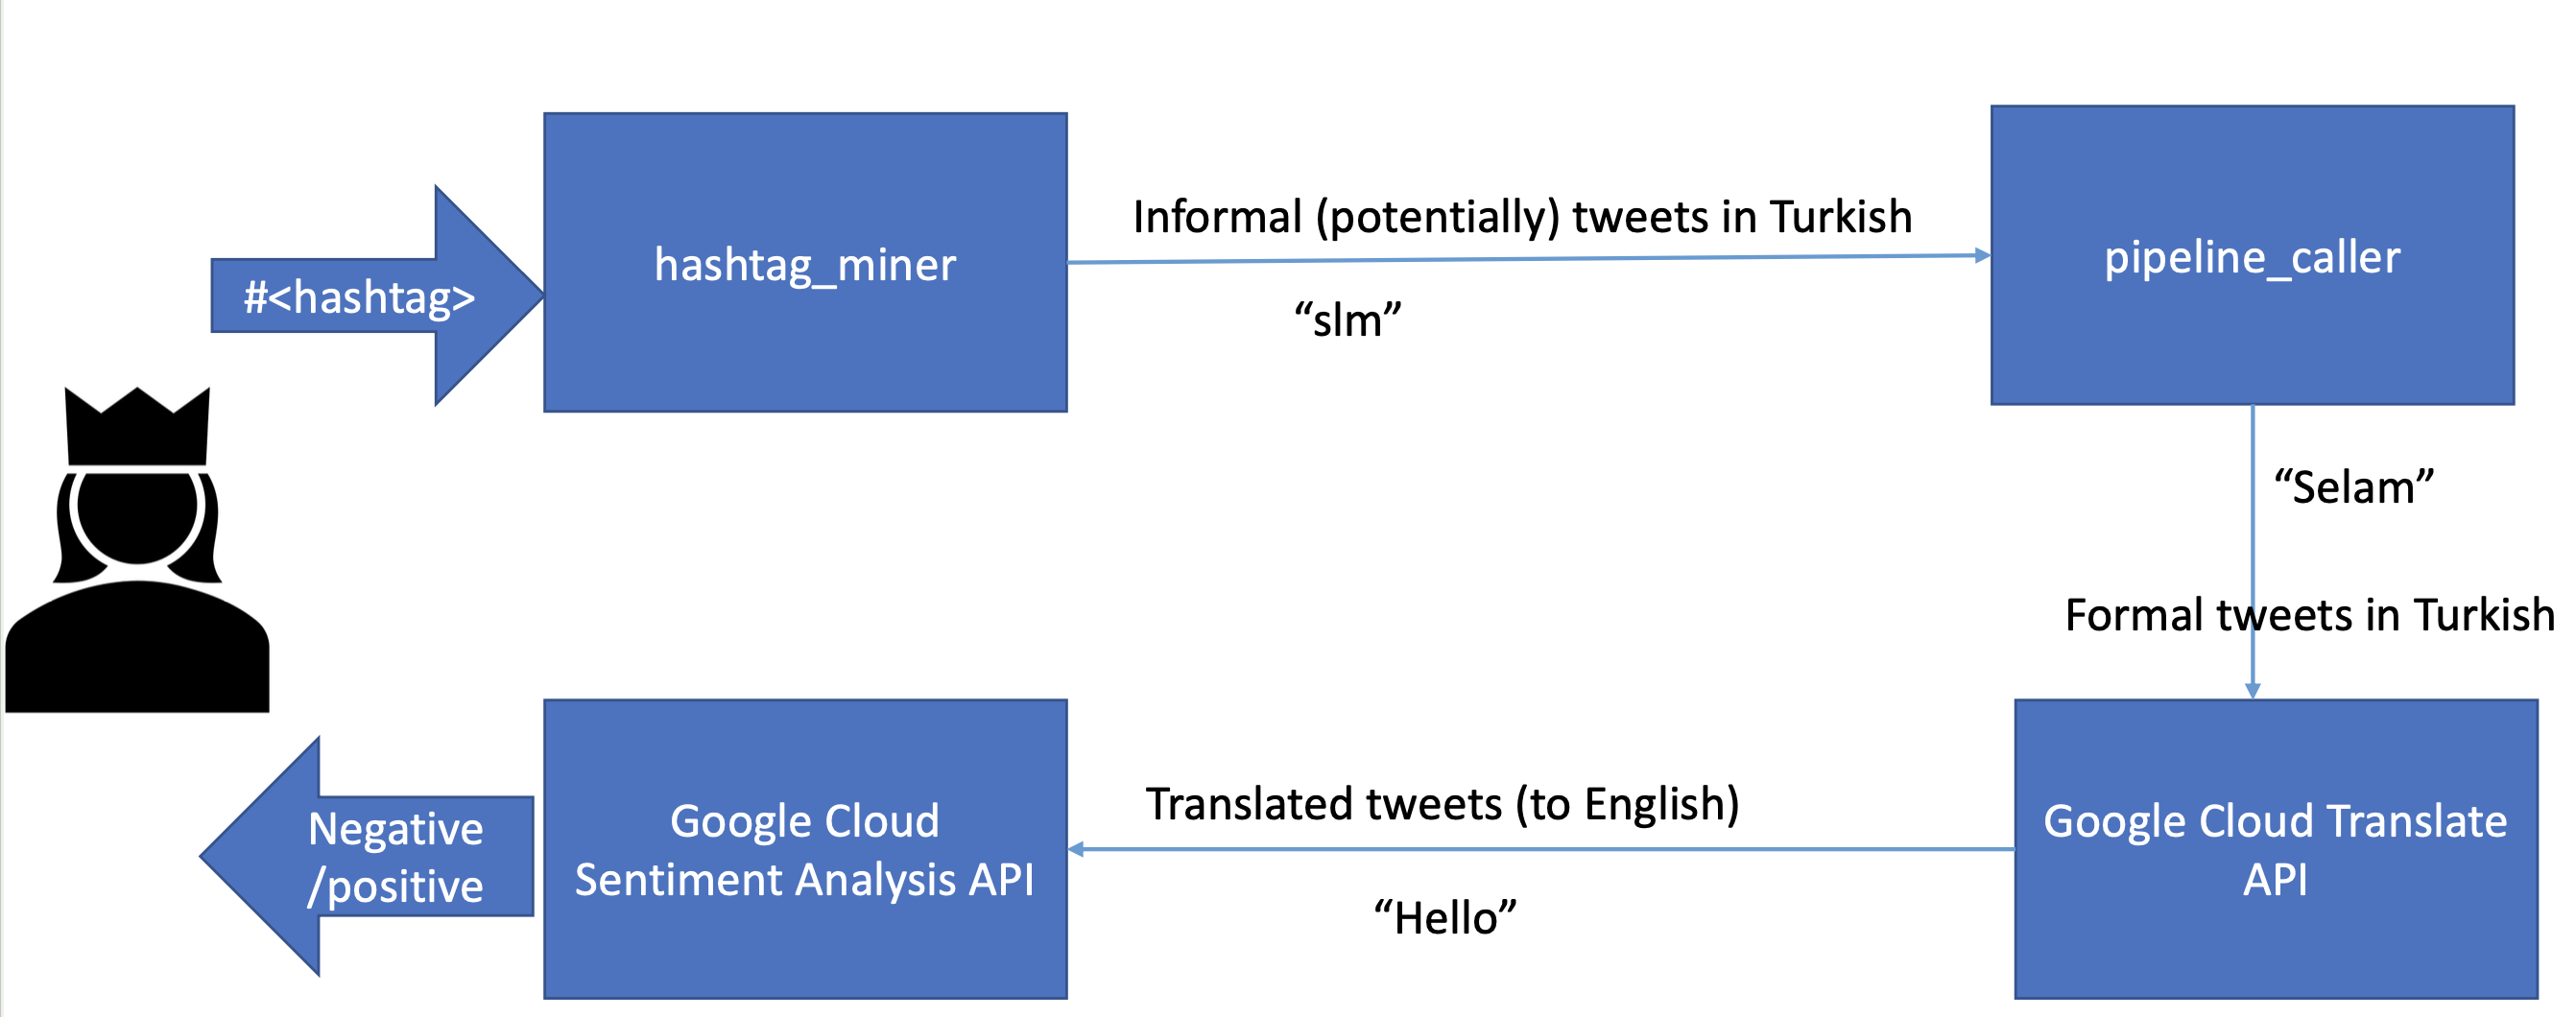 #<hashtag>
hashtag_miner
Informal (potentially) tweets in Turkish
“slm”
pipeline_caller
“Selam”
Formal tweets in Turkish
Google Cloud Translate
API
Translated tweets (to English)
“Hello”
Google Cloud
Sentiment Analysis API
Negative
/positive